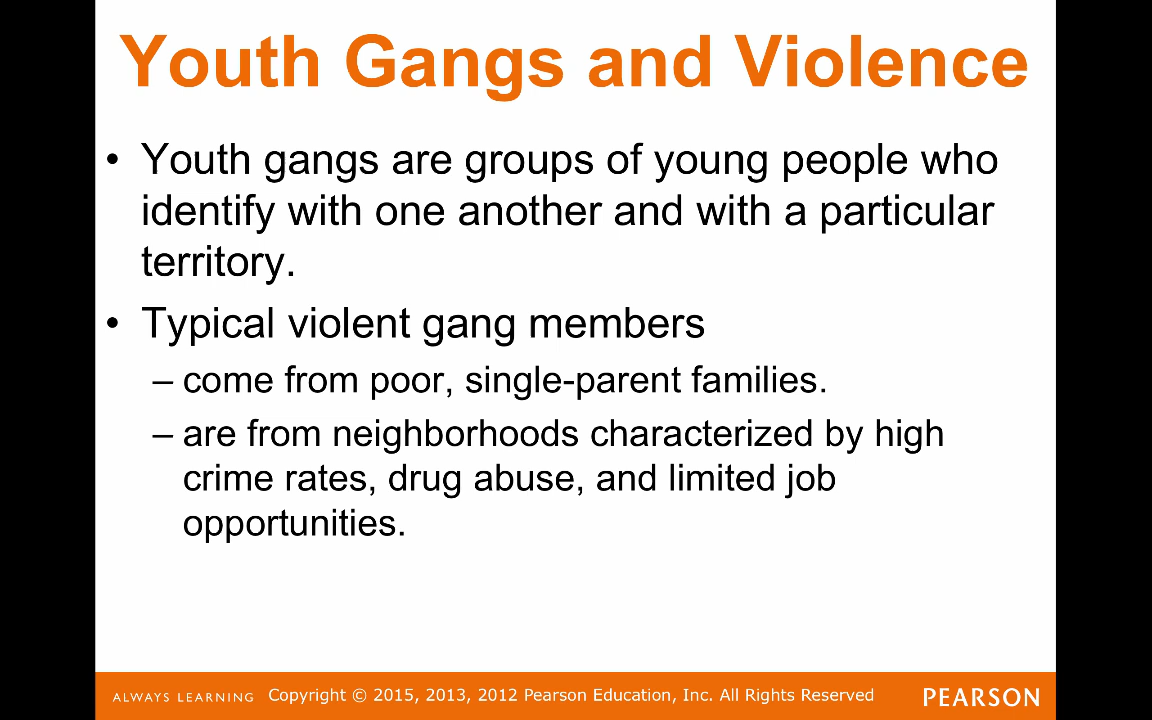 Youth Gangs and Violence
• Youth gangs are groups of young people who
identify with one another and with a particular
territory.
• Typical violent gang members
– come from poor, single-parent families.
– are from neighborhoods characterized by high
crime rates, drug abuse, and limited job
opportunities.
ALWAYS LEARNING Copyright © 2015, 2013, 2012 Pearson Education, Inc. All Rights Reserved PEARSON